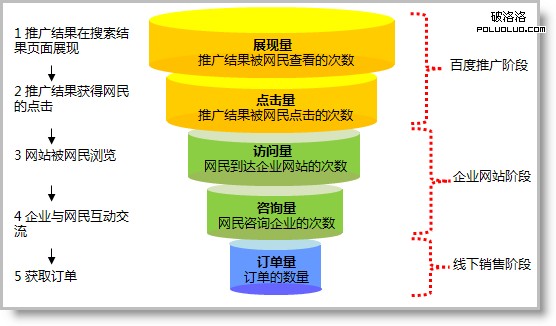 破洛洛
POLUOLUO.COM
1 推广结果在搜索结
果页面展现
2 推广结果获得网民
的点击
3 网站被网民浏览
4 企业与网民互动交
流
5 获取订单
展现量
推广结果被网民查看的次数
点击量
推广结果被网民点击的次数
访问量
网民到达企业网站的次数
咨询量
网民咨询企业的次数
订单量
订单的数量
百度推广阶段
企业网站阶段
线下销售阶段